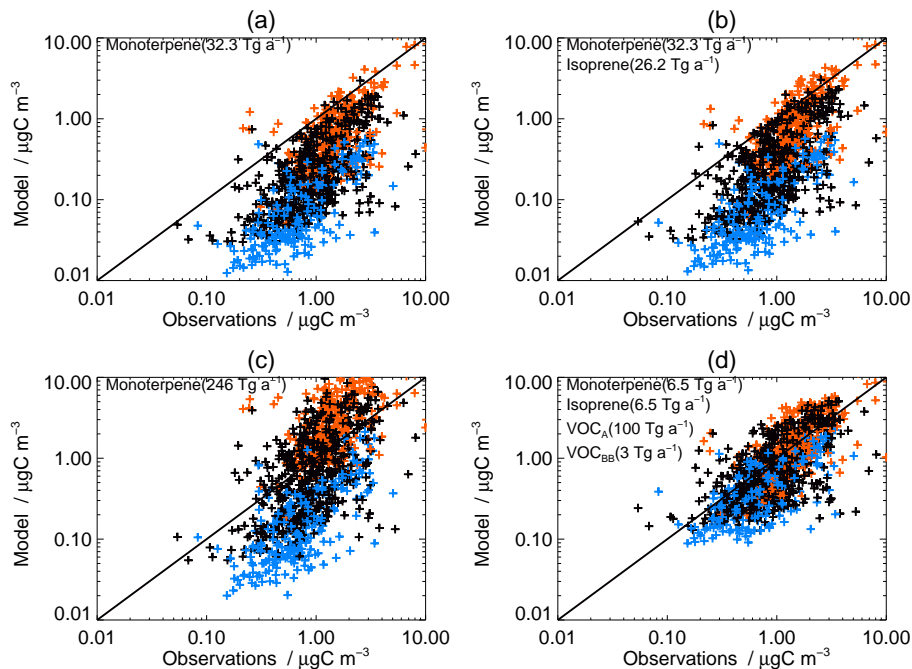 (a)
Monoterpene(32.3 Tg a⁻¹)
10.00
1.00
0.10
0.01
Model / μgC m⁻³
0.01 0.10 1.00 10.00
Observations / μgC m⁻³
(b)
Monoterpene(32.3 Tg a⁻¹)
Isoprene(26.2 Tg a⁻¹)
10.00
1.00
0.10
0.01
Model / μgC m⁻³
0.01 0.10 1.00 10.00
Observations / μgC m⁻³
(c)
Monoterpene(246 Tg a⁻¹)
10.00
1.00
0.10
0.01
Model / μgC m⁻³
0.01 0.10 1.00 10.00
Observations / μgC m⁻³
(d)
Monoterpene(6.5 Tg a⁻¹)
Isoprene(6.5 Tg a⁻¹)
VOC_A(100 Tg a⁻¹)
VOC_BB(3 Tg a⁻¹)
10.00
1.00
0.10
0.01
Model / μgC m⁻³
0.01 0.10 1.00 10.00
Observations / μgC m⁻³